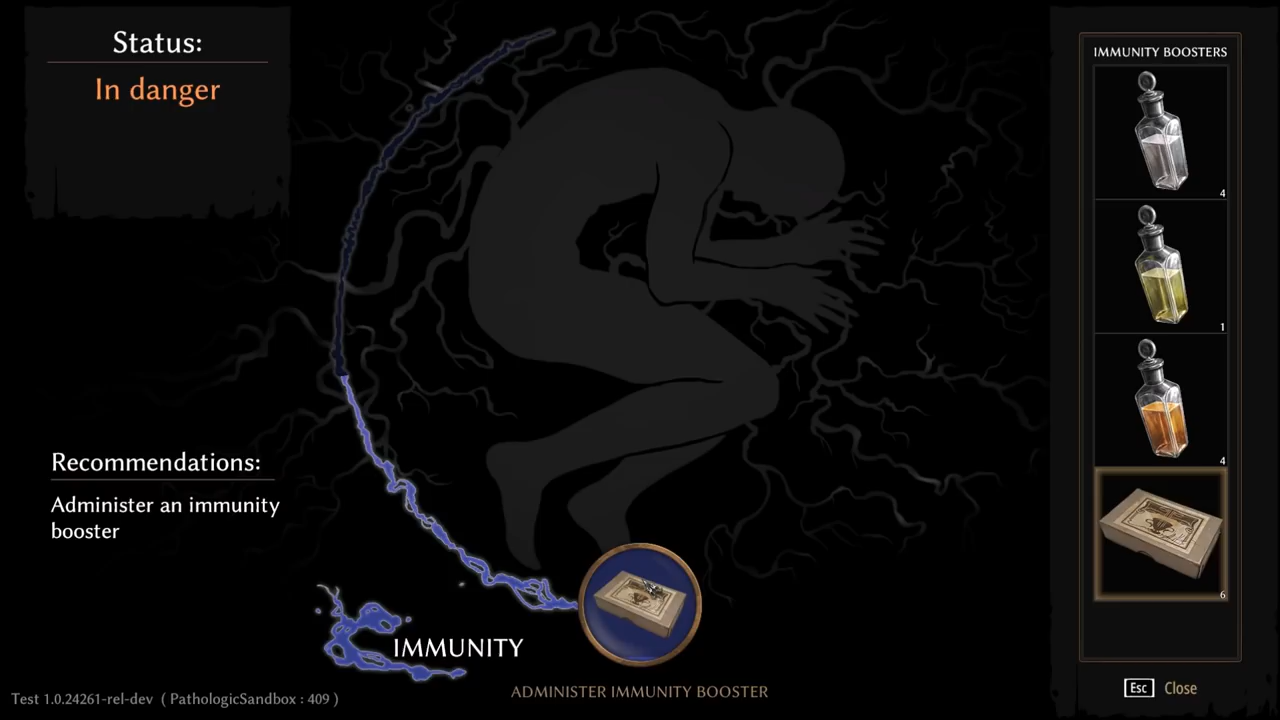 Status:
In danger
IMMUNITY BOOSTERS
4
1
4
6
Recommendations:
Administer an immunity
booster
IMMUNITY
ADMINISTER IMMUNITY BOOSTER
Esc Close
Test 1.0.24261-rel-dev ( PathologicSandbox : 409 )